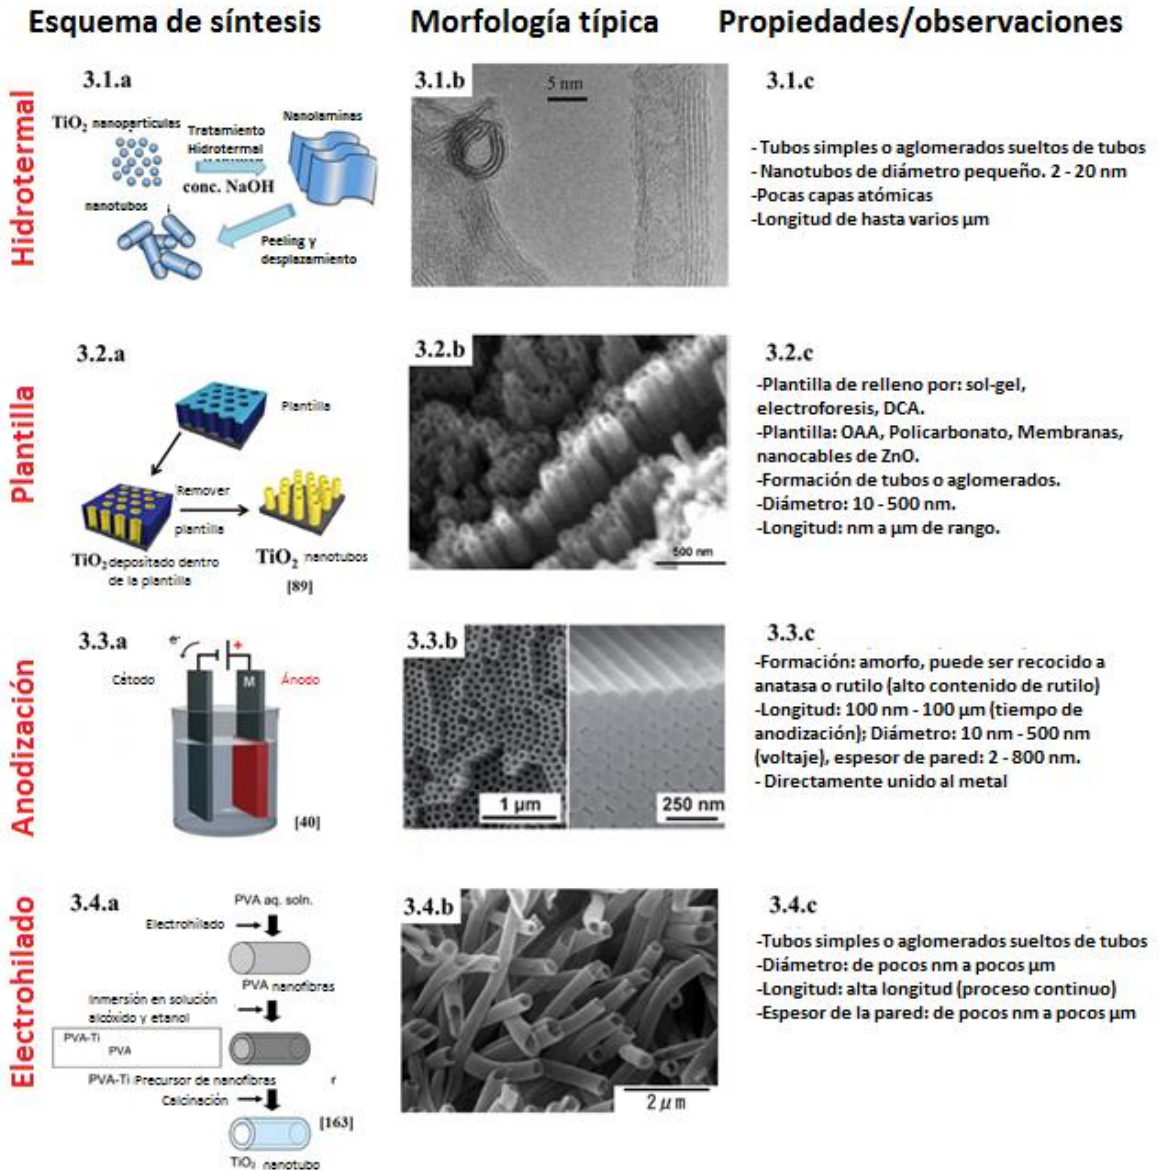 Esquema de síntesis
Morfología típica
Propiedades/observaciones
Hidrotermal
3.1.a
TiO2 nanoparticulas
Tratamiento
Hidrotermal
conc. NaOH
Nanolaminas
nanotubos
Peeling y
desplazamiento
3.1.b
5 nm
3.1.c
- Tubos simples o aglomerados sueltos de tubos
- Nanotubos de diámetro pequeño. 2 - 20 nm
-Pocas capas atómicas
-Longitud de hasta varios µm
Plantilla
3.2.a
Plantilla
Remover
plantilla
TiO2 depositado dentro
de la plantilla
TiO2 nanotubos
[89]
3.2.b
500 nm
3.2.c
-Plantilla de relleno por: sol-gel,
electroforesis, DCA.
-Plantilla: OAA, Policarbonato, Membranas,
nanocables de ZnO.
-Formación de tubos o aglomerados.
-Diámetro: 10 - 500 nm.
-Longitud: nm a µm de rango.
Anodización
3.3.a
e-
+
Cátodo
M
Ánodo
[40]
3.3.b
1 µm
250 nm
3.3.c
-Formación: amorfo, puede ser recocido a
anatasa o rutilo (alto contenido de rutilo)
-Longitud: 100 nm - 100 µm (tiempo de
anodización); Diámetro: 10 nm - 500 nm
(voltaje), espesor de pared: 2 - 800 nm.
- Directamente unido al metal
Electrohilado
3.4.a
PVA aq. soln.
Electrohilado
PVA nanofibras
Inmersión en solución
alcóxido y etanol
PVA-Ti
PVA
PVA-Ti Precursor de nanofibras
r
Calcinación
[163]
TiO2 nanotubo
3.4.b
2 µm
3.4.c
-Tubos simples o aglomerados sueltos de tubos
-Diámetro: de pocos nm a pocos µm
-Longitud: alta longitud (proceso continuo)
-Espesor de la pared: de pocos nm a pocos µm